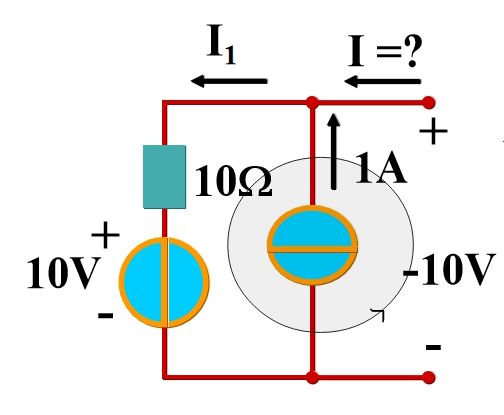 I₁
I =?
+
1A
10Ω
+
10V
-10V
-
-